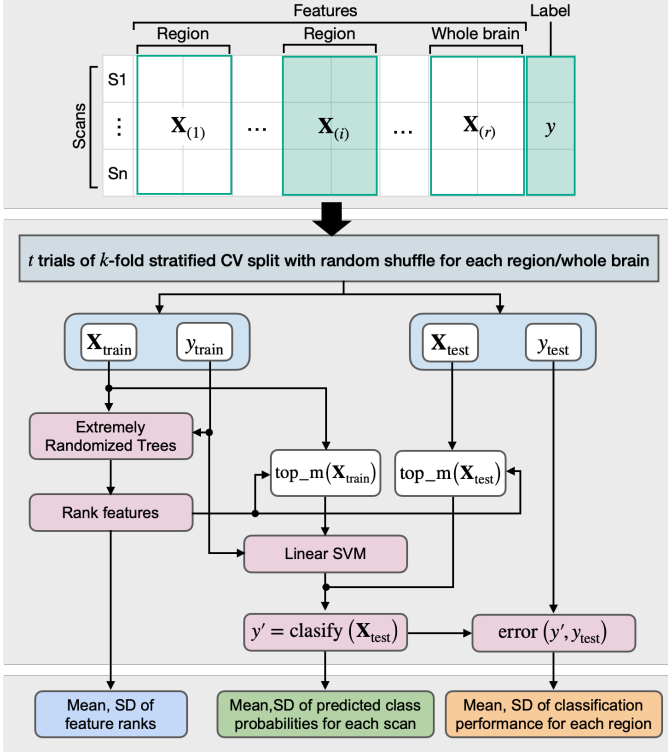 Features
Label
Region
Region
Whole brain
Scans
S1
⋮
Sn
X(1)
...
X(i)
...
X(r)
y
t trials of k-fold stratified CV split with random shuffle for each region/whole brain
Xtrain
ytrain
Xtest
ytest
Extremely
Randomized Trees
top_m(Xtrain)
top_m(Xtest)
Rank features
Linear SVM
y′ = clasify (Xtest)
error (y′, ytest)
Mean, SD of
feature ranks
Mean,SD of predicted class
probabilities for each scan
Mean, SD of classification
performance for each region